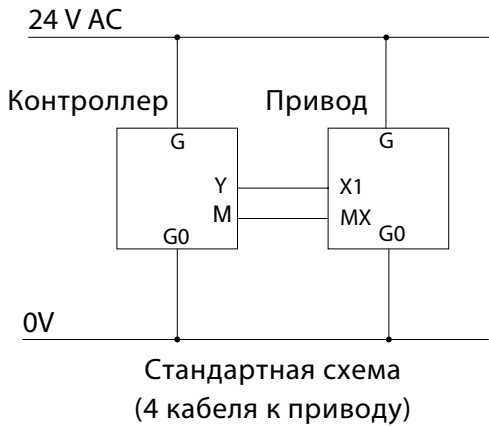 24 V AC
Контроллер Привод
G G
Y X1
M MX
G0 G0
0V
Стандартная схема
(4 кабеля к приводу)